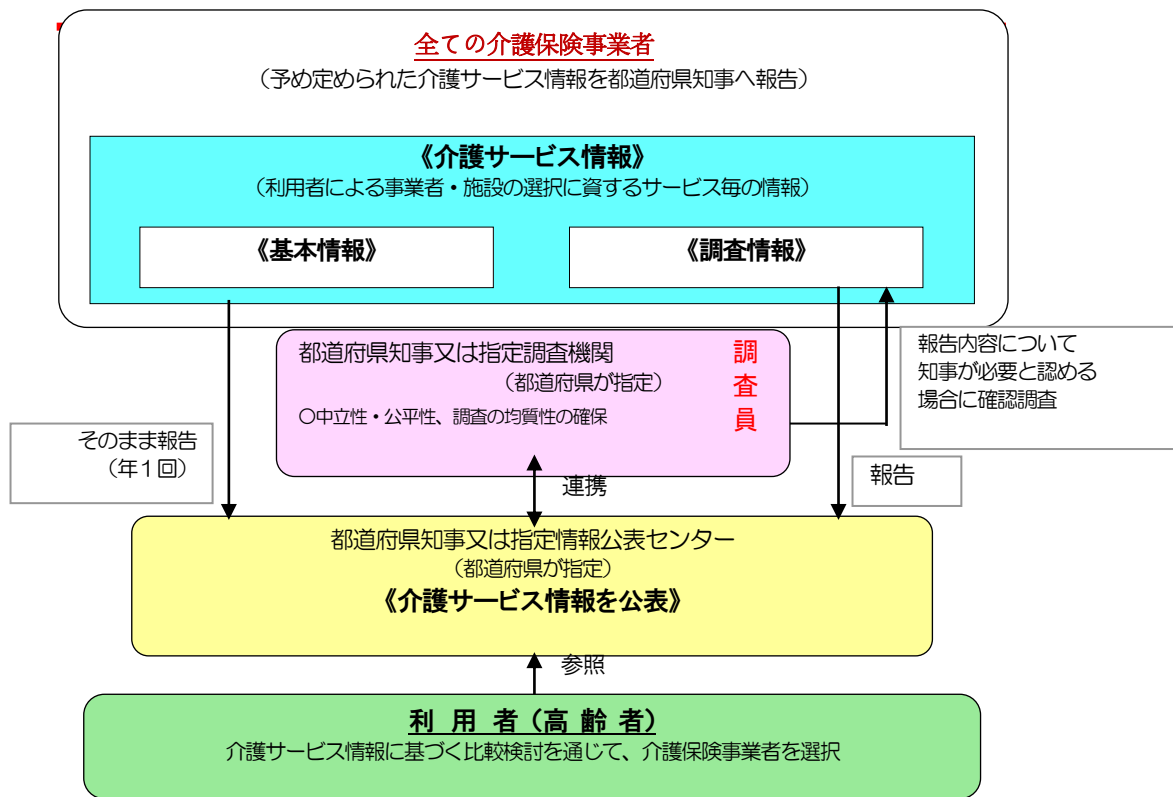 全ての介護保険事業者
（予め定められた介護サービス情報を都道府県知事へ報告）
《介護サービス情報》
（利用者による事業者・施設の選択に資するサービス毎の情報）
《基本情報》
《調査情報》
都道府県知事又は指定調査機関
（都道府県が指定）
○中立性・公平性、調査の均質性の確保
調
査
員
報告内容について
知事が必要と認める
場合に確認調査
そのまま報告
（年１回）
連携
報告
都道府県知事又は指定情報公表センター
（都道府県が指定）
《介護サービス情報を公表》
参照
利 用 者（高 齢 者）
介護サービス情報に基づく比較検討を通じて、介護保険事業者を選択